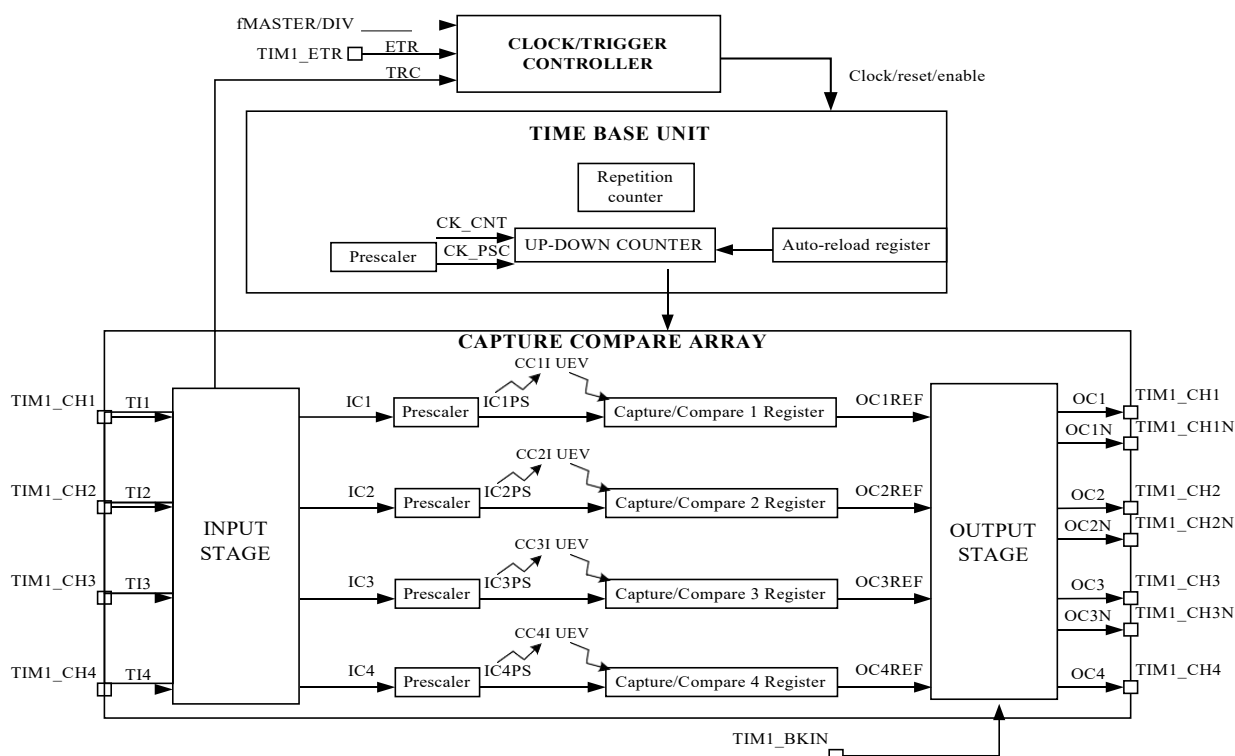 fMASTER/DIV
TIM1_ETR
ETR
TRC
CLOCK/TRIGGER
CONTROLLER
Clock/reset/enable
TIME BASE UNIT
Repetition
counter
CK_CNT
CK_PSC
Prescaler
UP-DOWN COUNTER
Auto-reload register
CAPTURE COMPARE ARRAY
CC1I UEV
TIM1_CH1
TI1
IC1
Prescaler
IC1PS
Capture/Compare 1 Register
OC1REF
OC1
TIM1_CH1
OC1N
TIM1_CH1N
CC2I UEV
TIM1_CH2
TI2
IC2
Prescaler
IC2PS
Capture/Compare 2 Register
OC2REF
OC2
TIM1_CH2
OC2N
TIM1_CH2N
INPUT
STAGE
OUTPUT
STAGE
CC3I UEV
TIM1_CH3
TI3
IC3
Prescaler
IC3PS
Capture/Compare 3 Register
OC3REF
OC3
TIM1_CH3
OC3N
TIM1_CH3N
CC4I UEV
TIM1_CH4
TI4
IC4
Prescaler
IC4PS
Capture/Compare 4 Register
OC4REF
OC4
TIM1_CH4
TIM1_BKIN